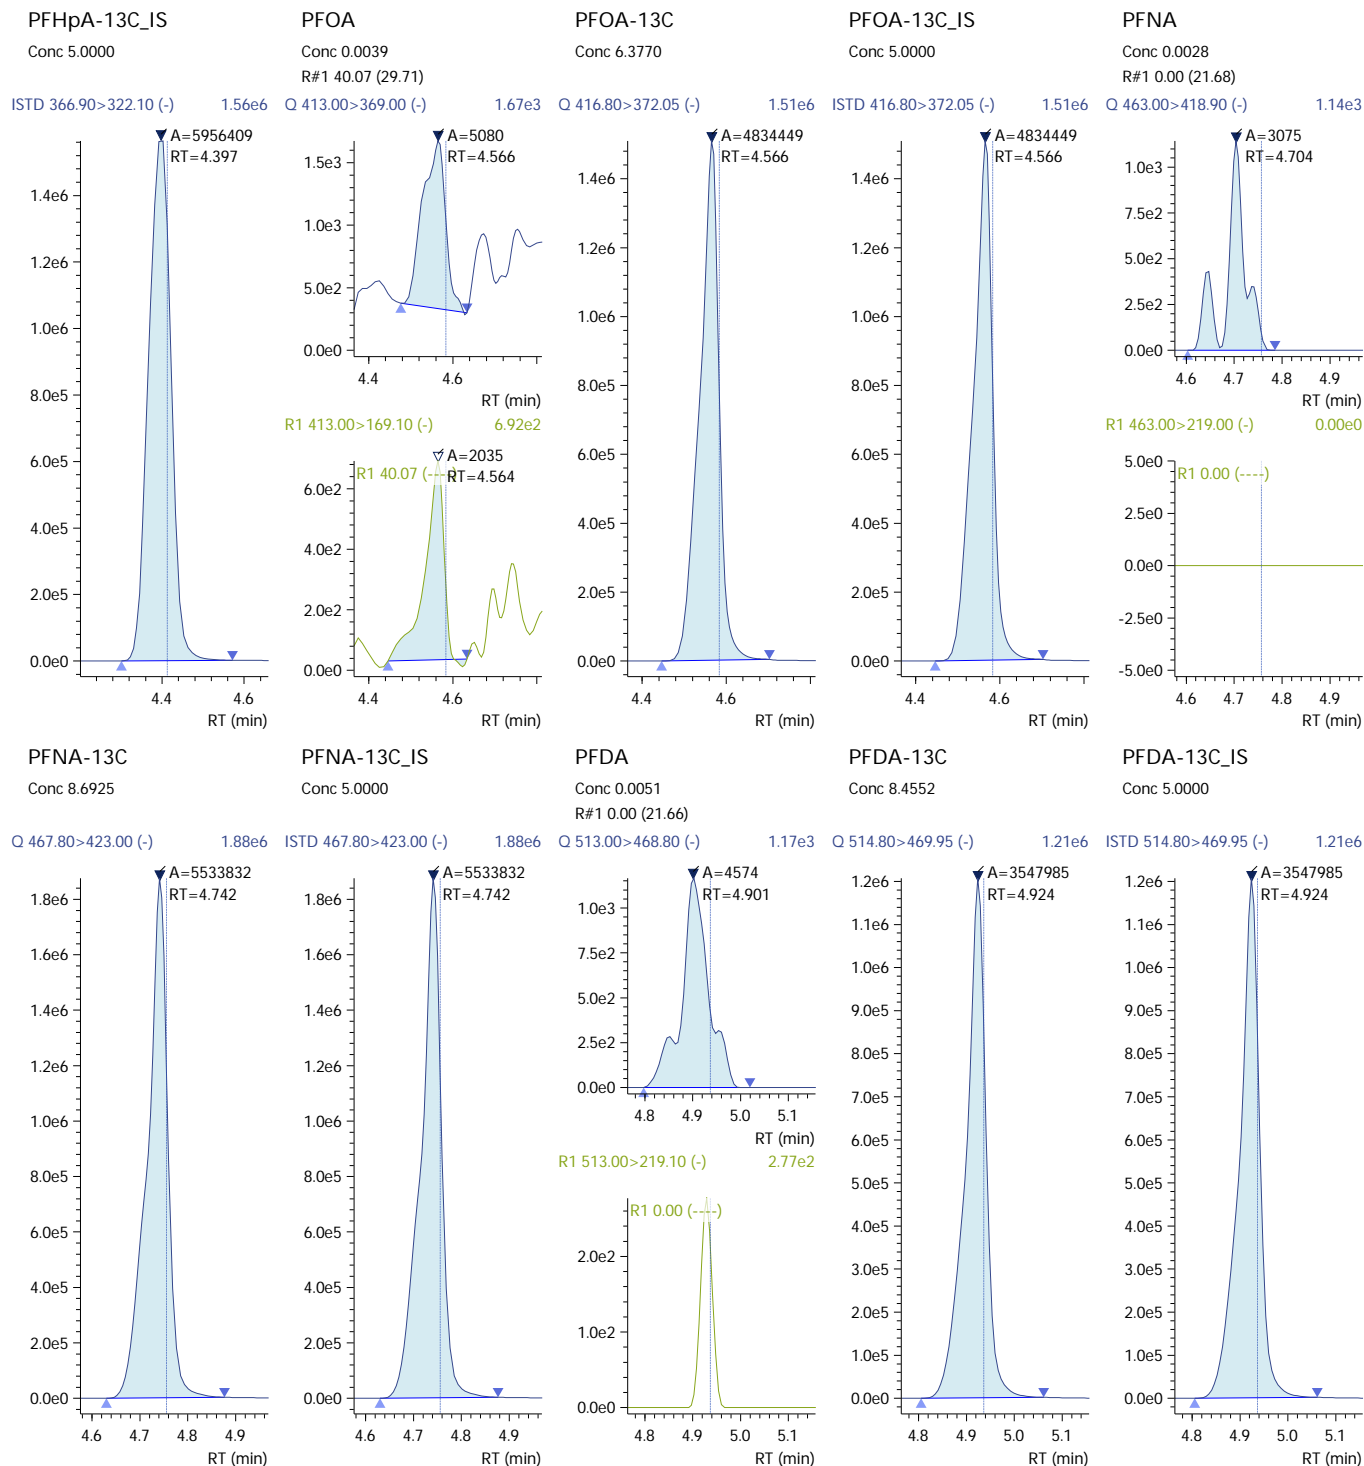 PFHpA-13C_IS
Conc 5.0000
ISTD 366.90>322.10 (-) 1.56e6
A=5956409
RT=4.397
1.4e6
1.2e6
1.0e6
8.0e5
6.0e5
4.0e5
2.0e5
0.0e0
4.4 4.6
RT (min)
PFOA
Conc 0.0039
R#1 40.07 (29.71)
Q 413.00>369.00 (-) 1.67e3
A=5080
RT=4.566
1.5e3
1.0e3
5.0e2
0.0e0
4.4 4.6
RT (min)
R1 413.00>169.10 (-) 6.92e2
A=2035
R1 40.07 (----)
RT=4.564
6.0e2
4.0e2
2.0e2
0.0e0
4.4 4.6
RT (min)
PFOA-13C
Conc 6.3770
Q 416.80>372.05 (-) 1.51e6
A=4834449
RT=4.566
1.4e6
1.2e6
1.0e6
8.0e5
6.0e5
4.0e5
2.0e5
0.0e0
4.4 4.6
RT (min)
PFOA-13C_IS
Conc 5.0000
ISTD 416.80>372.05 (-) 1.51e6
A=4834449
RT=4.566
1.4e6
1.2e6
1.0e6
8.0e5
6.0e5
4.0e5
2.0e5
0.0e0
4.4 4.6
RT (min)
PFNA
Conc 0.0028
R#1 0.00 (21.68)
Q 463.00>418.90 (-) 1.14e3
A=3075
RT=4.704
1.0e3
7.5e2
5.0e2
2.5e2
0.0e0
4.6 4.7 4.8 4.9
RT (min)
R1 463.00>219.00 (-) 0.00e0
R1 0.00 (----)
5.0e0
2.5e0
0.0e0
-2.5e0
-5.0e0
4.6 4.7 4.8 4.9
RT (min)
PFNA-13C
Conc 8.6925
Q 467.80>423.00 (-) 1.88e6
A=5533832
RT=4.742
1.8e6
1.6e6
1.4e6
1.2e6
1.0e6
8.0e5
6.0e5
4.0e5
2.0e5
0.0e0
4.6 4.7 4.8 4.9
RT (min)
PFNA-13C_IS
Conc 5.0000
ISTD 467.80>423.00 (-) 1.88e6
A=5533832
RT=4.742
1.8e6
1.6e6
1.4e6
1.2e6
1.0e6
8.0e5
6.0e5
4.0e5
2.0e5
0.0e0
4.6 4.7 4.8 4.9
RT (min)
PFDA
Conc 0.0051
R#1 0.00 (21.66)
Q 513.00>468.80 (-) 1.17e3
A=4574
RT=4.901
1.0e3
7.5e2
5.0e2
2.5e2
0.0e0
4.8 4.9 5.0 5.1
RT (min)
R1 513.00>219.10 (-) 2.77e2
R1 0.00 (----)
2.0e2
1.0e2
0.0e0
4.8 4.9 5.0 5.1
RT (min)
PFDA-13C
Conc 8.4552
Q 514.80>469.95 (-) 1.21e6
A=3547985
RT=4.924
1.2e6
1.1e6
1.0e6
9.0e5
8.0e5
7.0e5
6.0e5
5.0e5
4.0e5
3.0e5
2.0e5
1.0e5
0.0e0
4.8 4.9 5.0 5.1
RT (min)
PFDA-13C_IS
Conc 5.0000
ISTD 514.80>469.95 (-) 1.21e6
A=3547985
RT=4.924
1.2e6
1.1e6
1.0e6
9.0e5
8.0e5
7.0e5
6.0e5
5.0e5
4.0e5
3.0e5
2.0e5
1.0e5
0.0e0
4.8 4.9 5.0 5.1
RT (min)